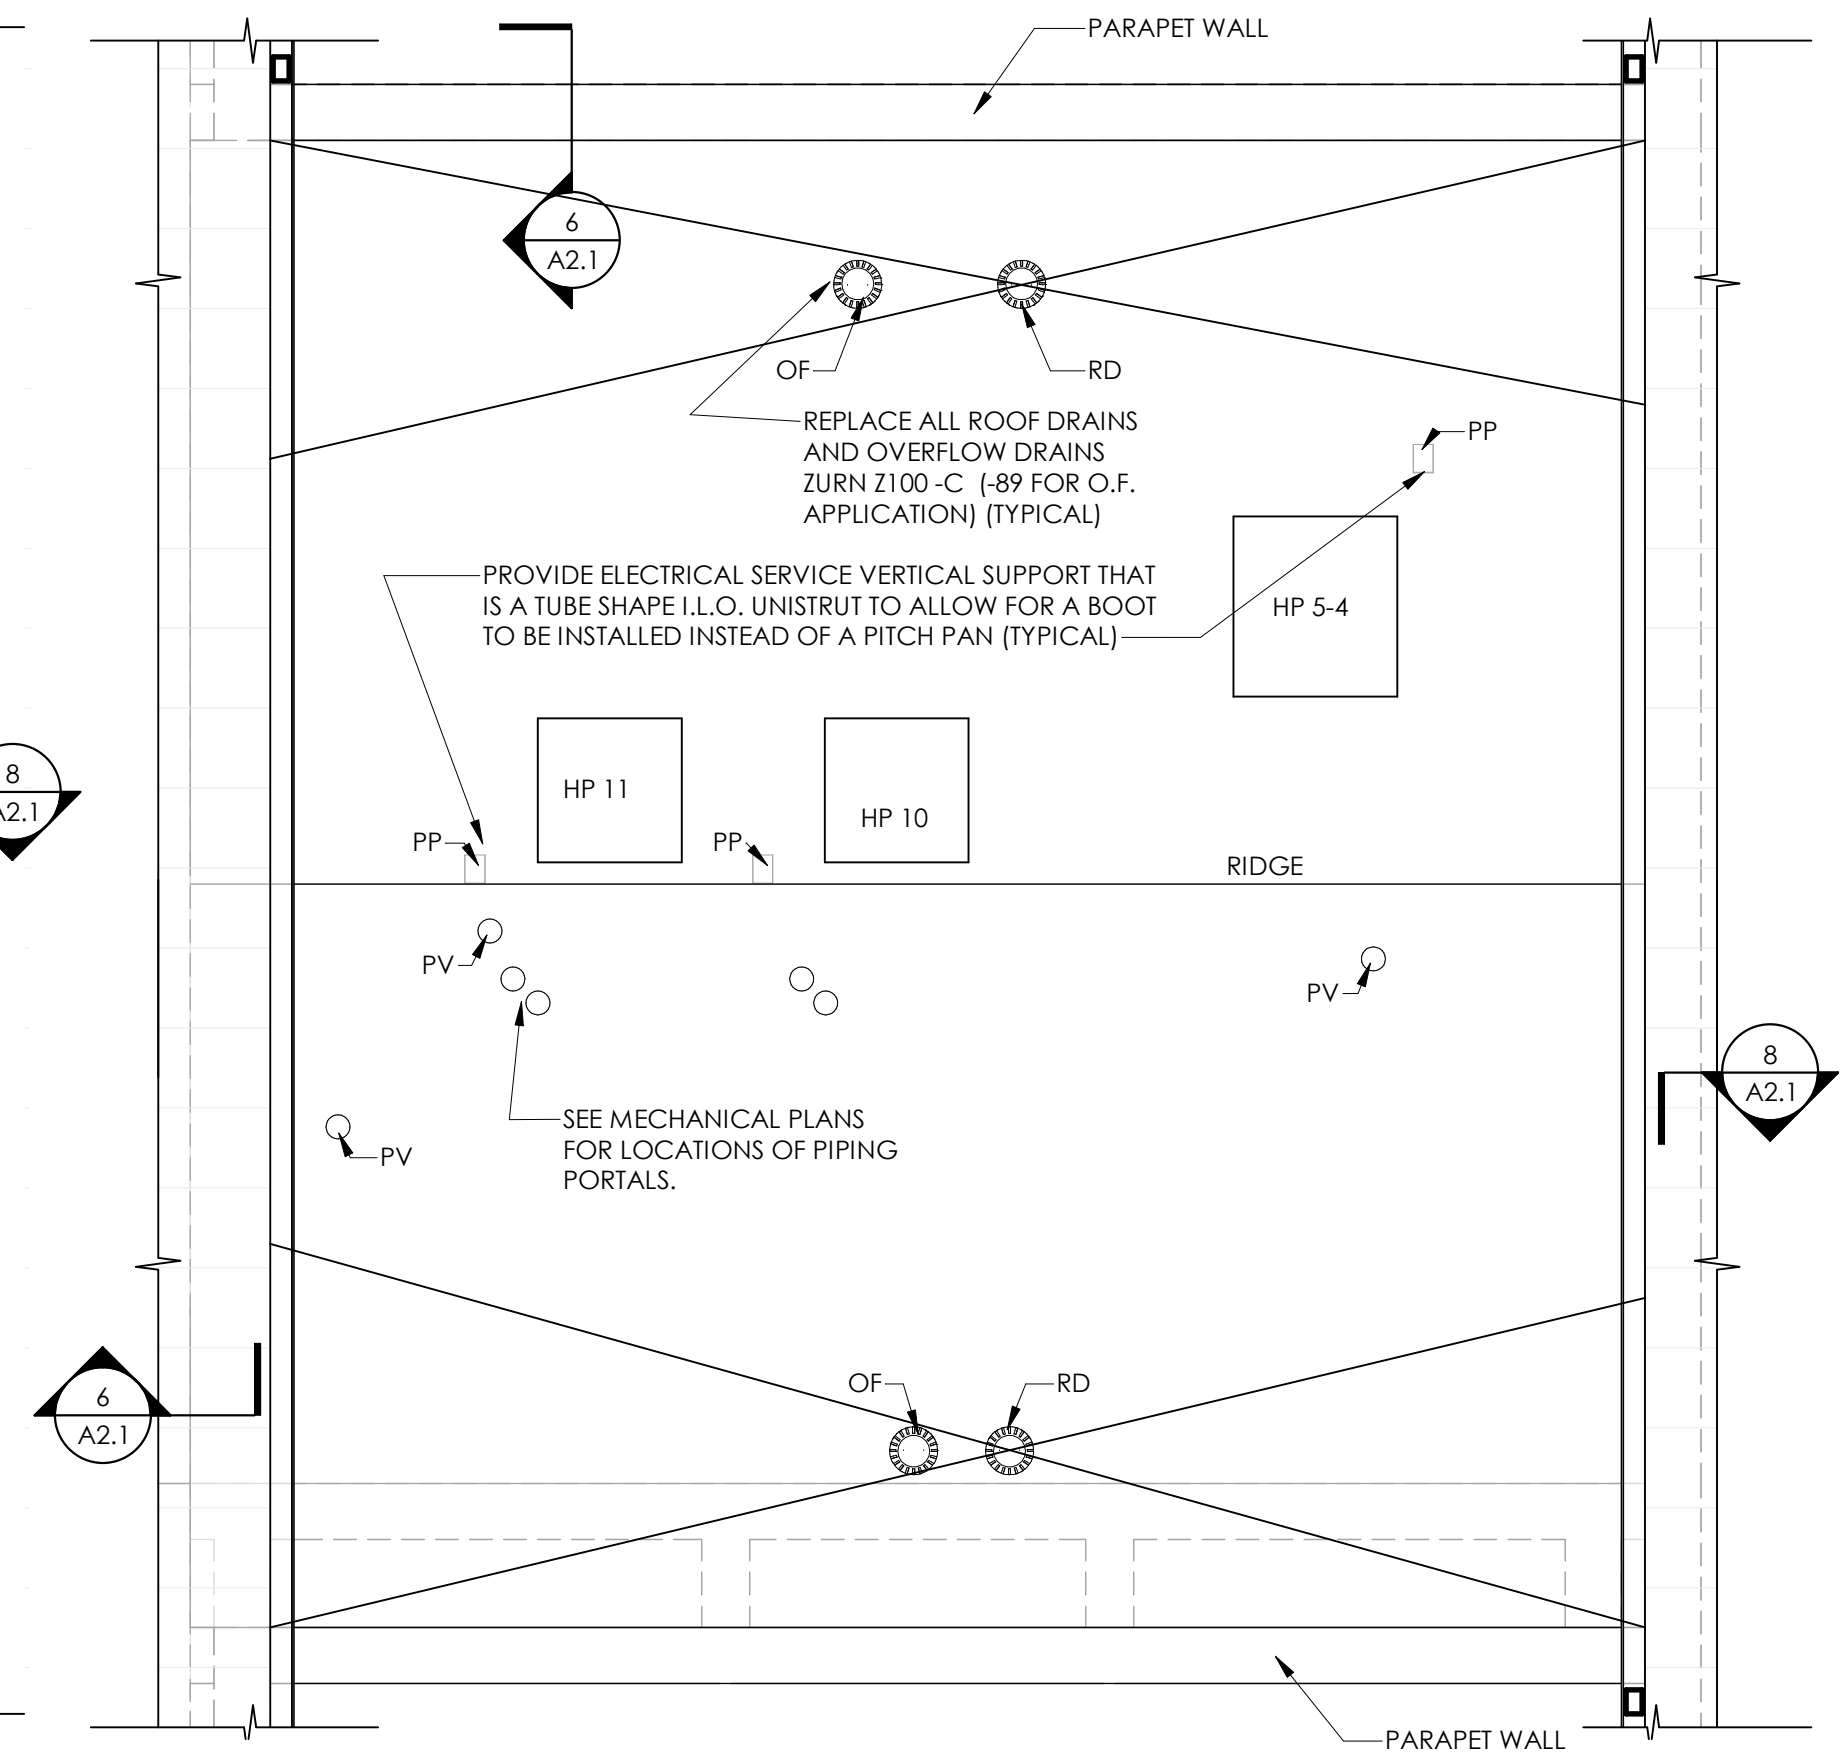 PARAPET WALL
6
A2.1
OF
RD
REPLACE ALL ROOF DRAINS
AND OVERFLOW DRAINS
ZURN Z100 -C (-89 FOR O.F.
APPLICATION) (TYPICAL)
PP
PROVIDE ELECTRICAL SERVICE VERTICAL SUPPORT THAT
IS A TUBE SHAPE I.L.O. UNISTRUT TO ALLOW FOR A BOOT
TO BE INSTALLED INSTEAD OF A PITCH PAN (TYPICAL)
HP 5-4
8
A2.1
HP 11
HP 10
PP
PP
RIDGE
PV
PV
8
A2.1
SEE MECHANICAL PLANS
FOR LOCATIONS OF PIPING
PORTALS.
PV
OF
RD
6
A2.1
PARAPET WALL